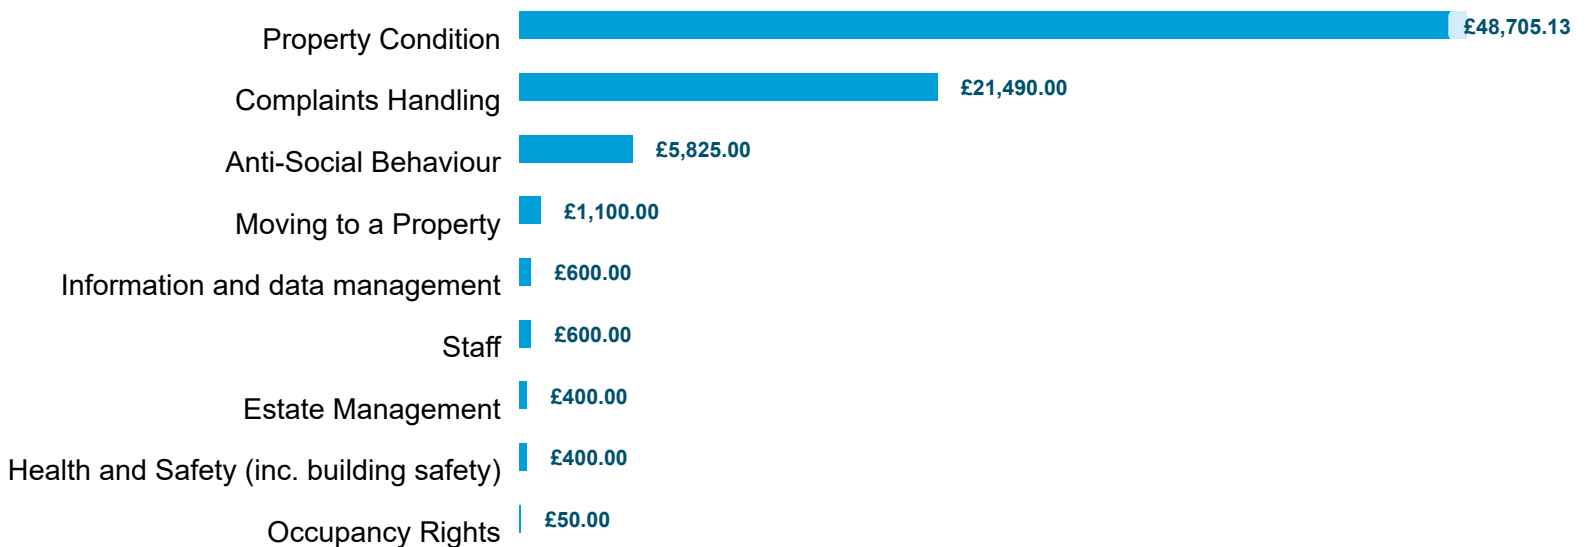 Property Condition £48,705.13
Complaints Handling £21,490.00
Anti-Social Behaviour £5,825.00
Moving to a Property £1,100.00
Information and data management £600.00
Staff £600.00
Estate Management £400.00
Health and Safety (inc. building safety) £400.00
Occupancy Rights £50.00